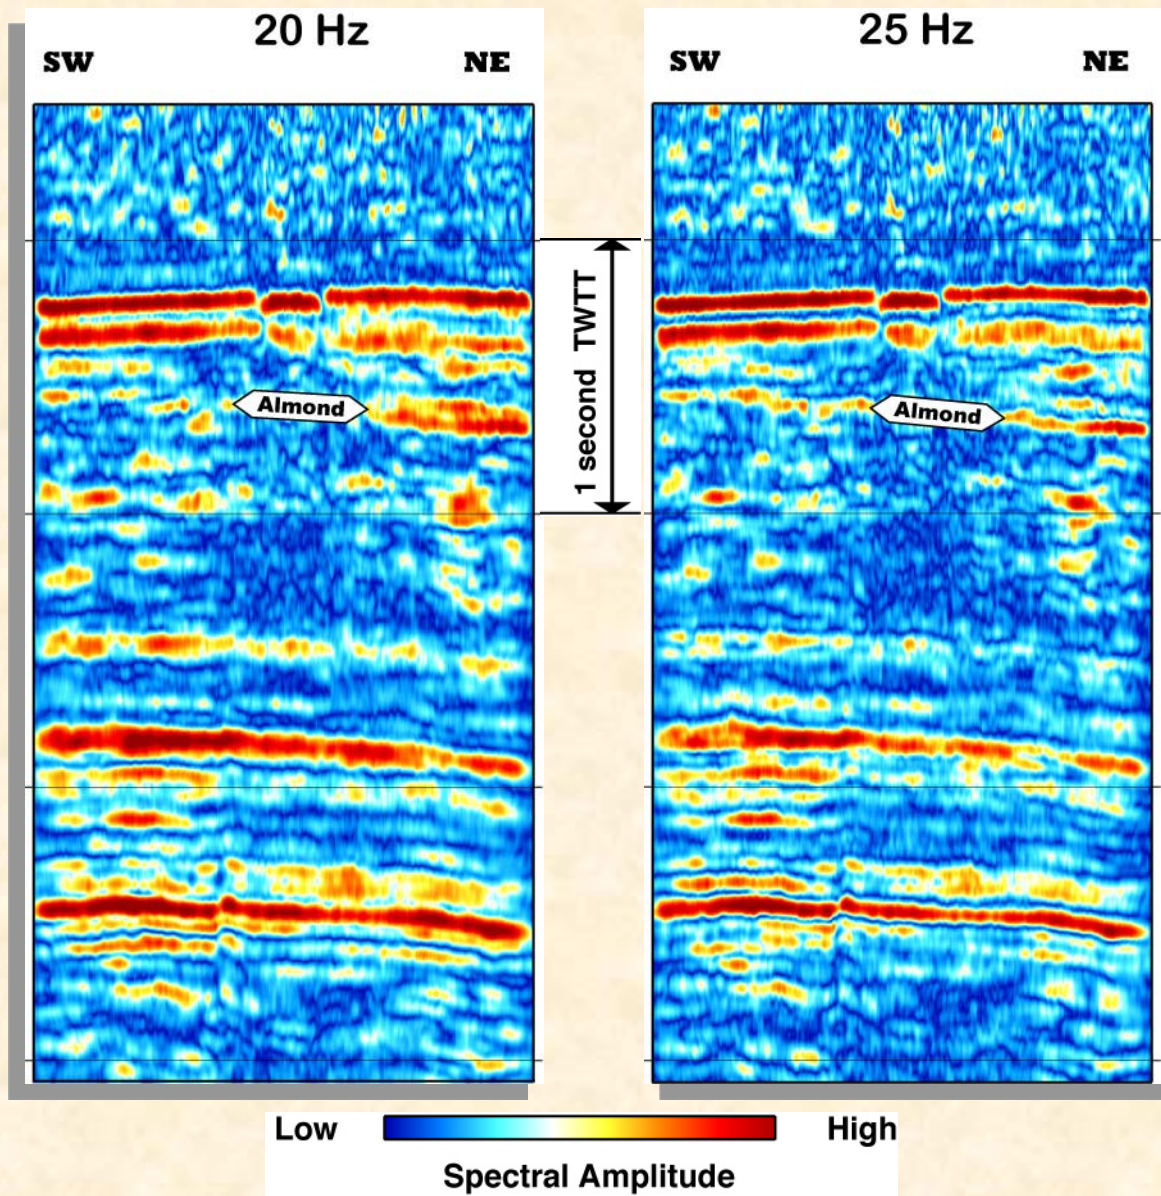 20 Hz
SW NE
25 Hz
SW NE
1 second TWTT
Almond
Almond
Low High
Spectral Amplitude